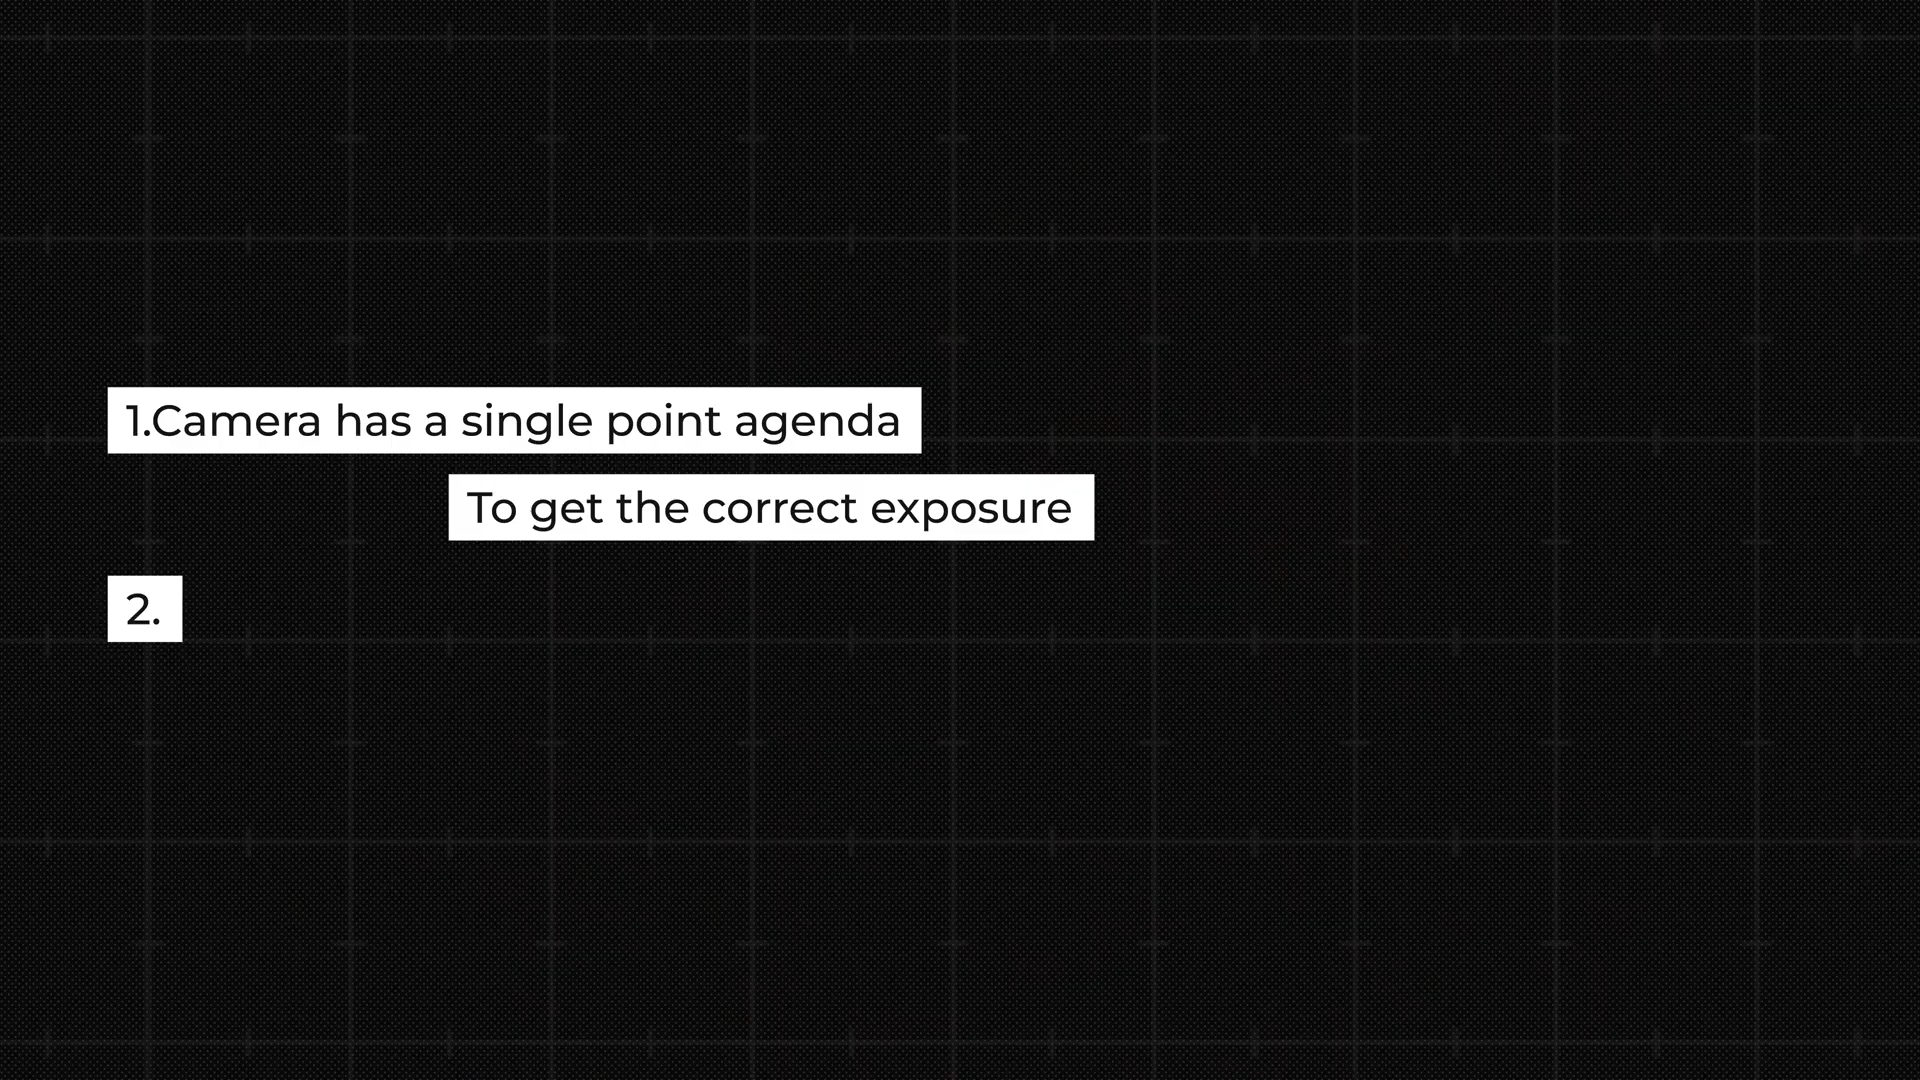 1.Camera has a single point agenda
To get the correct exposure
2.